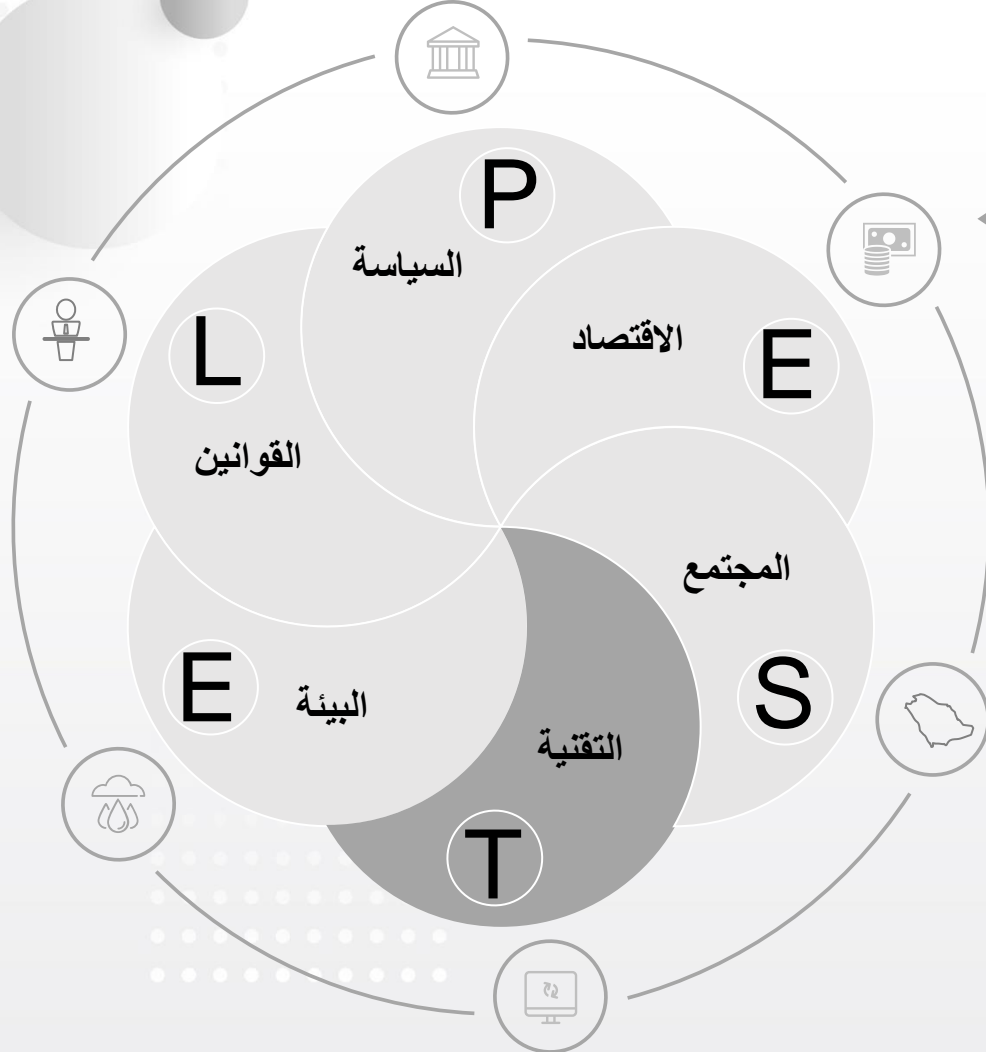 P
السياسة
E
الاقتصاد
S
المجتمع
T
التقنية
E
البيئة
L
القوانين